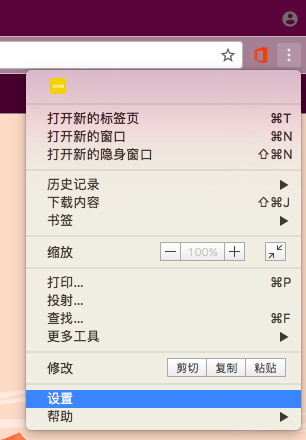 2048
打开新的标签页 ⌘T
打开新的窗口 ⌘N
打开新的隐身窗口 ⇧⌘N
历史记录 ▶
下载内容 ⇧⌘J
书签 ▶
缩放 — 100% +
打印... ⌘P
投射...
查找... ⌘F
更多工具 ▶
修改 剪切 复制 粘贴
设置
帮助 ▶